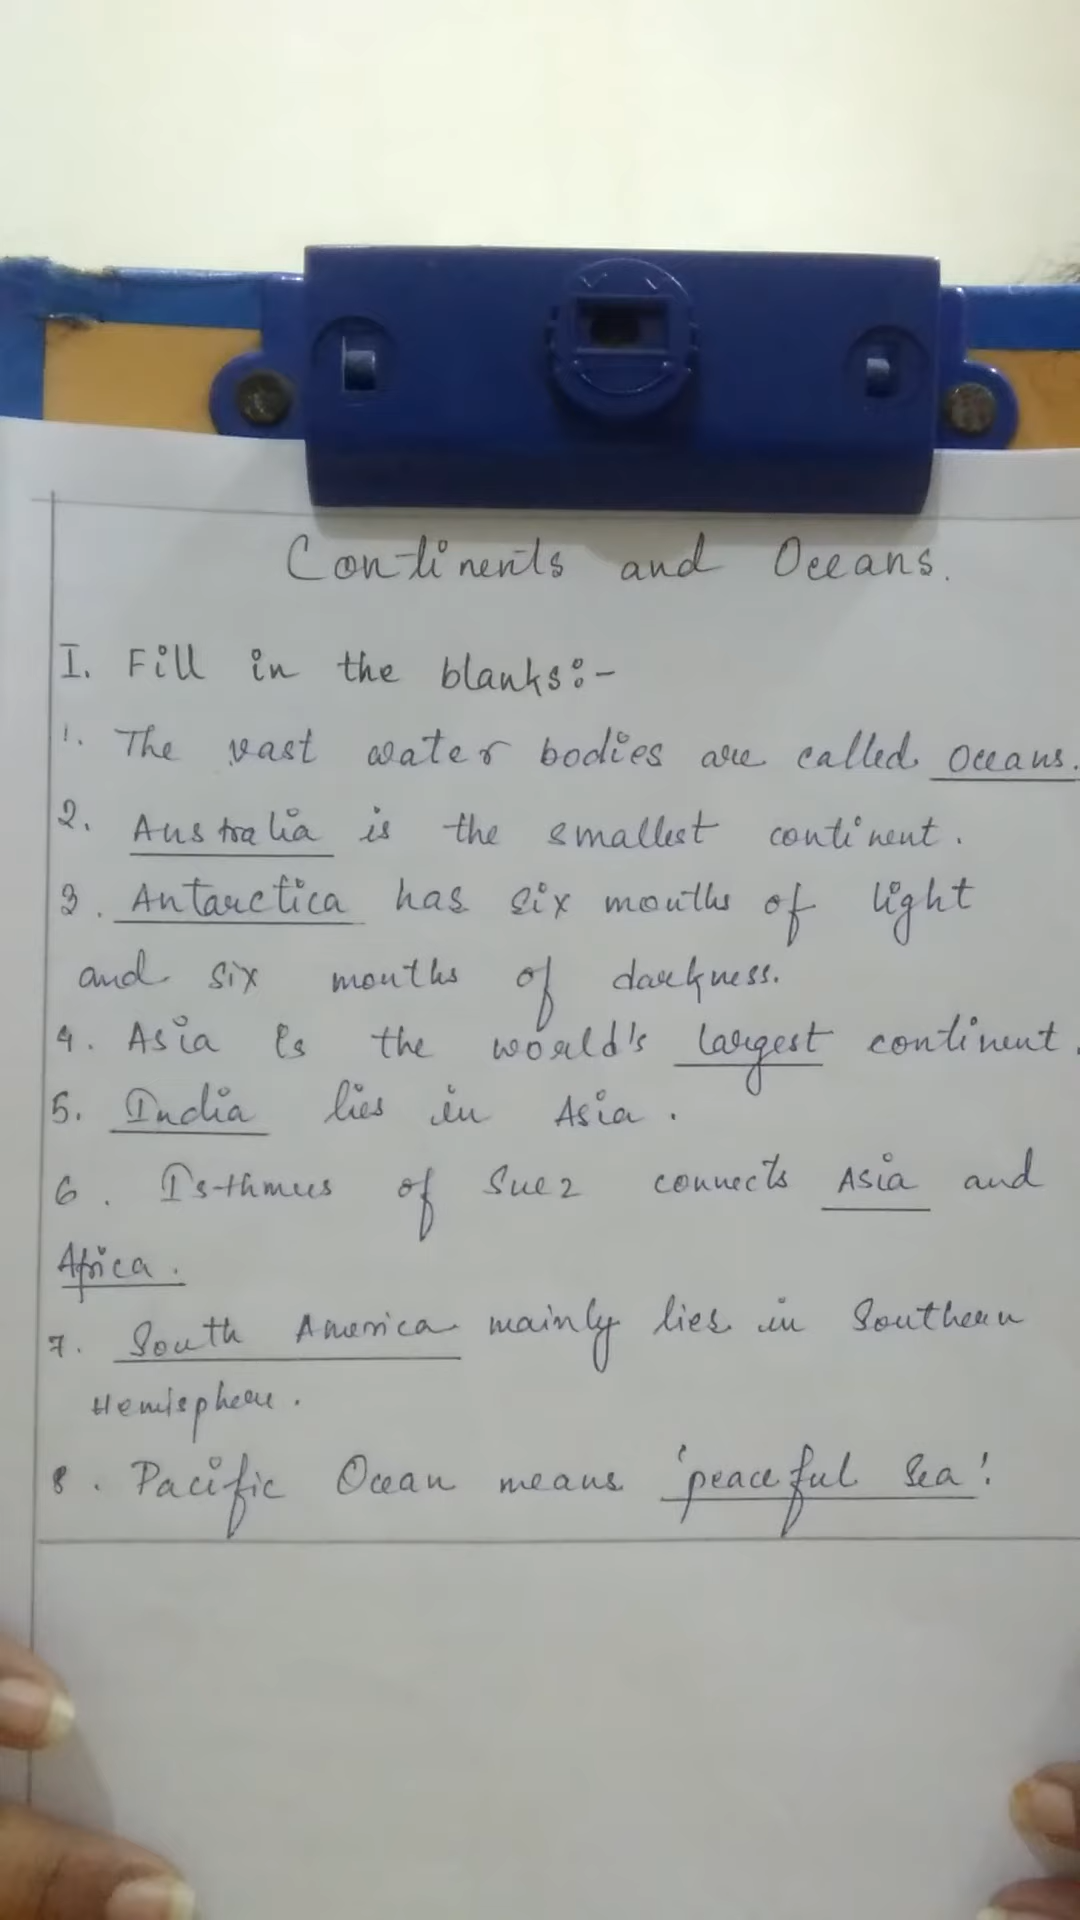 Continents and Oceans.
I. Fill in the blanks:-
1. The vast water bodies are called Oceans.
2. Australia is the smallest continent.
3. Antarctica has six months of light
and six months of darkness.
4. Asia is the world's largest continent.
5. India lies in Asia.
6. Isthmus of Suez connects Asia and
Africa.
7. South America mainly lies in Southern
Hemisphere.
8. Pacific Ocean means 'peaceful Sea'.